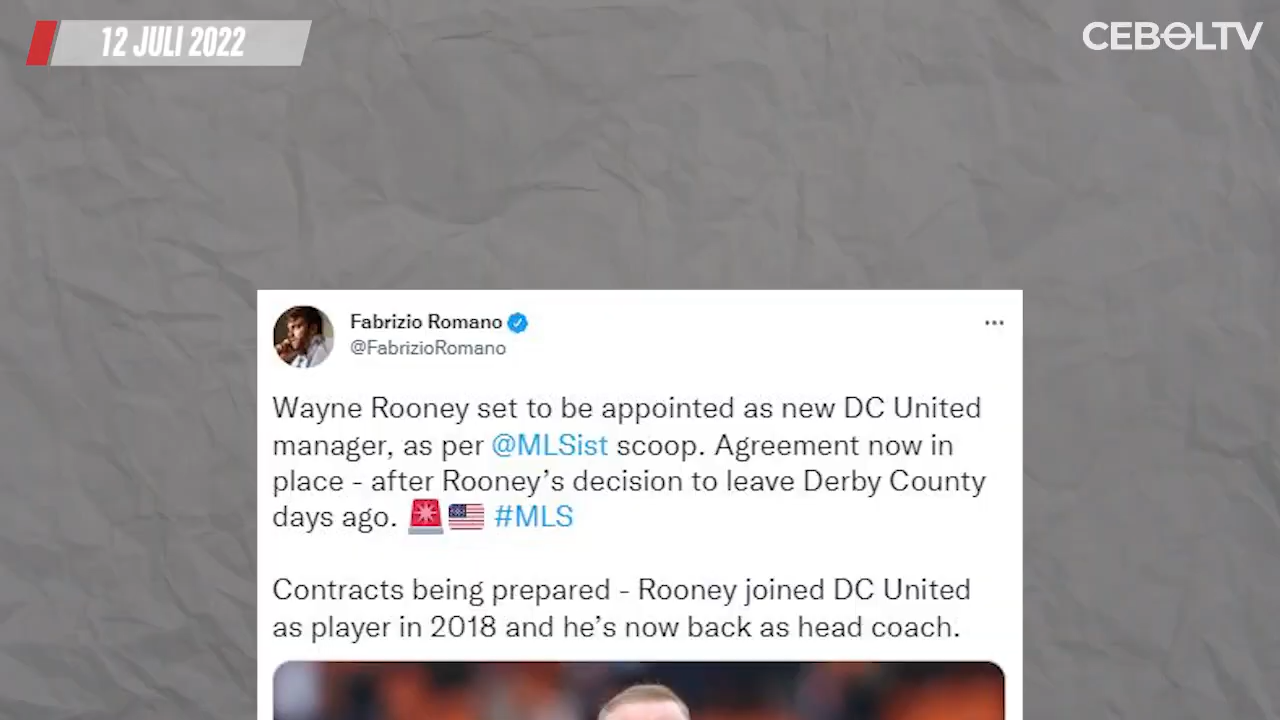 12 JULI 2022
CEBOLTV
Fabrizio Romano
@FabrizioRomano
Wayne Rooney set to be appointed as new DC United
manager, as per @MLSist scoop. Agreement now in
place - after Rooney's decision to leave Derby County
days ago. 🚨🇺🇸 #MLS
Contracts being prepared - Rooney joined DC United
as player in 2018 and he's now back as head coach.